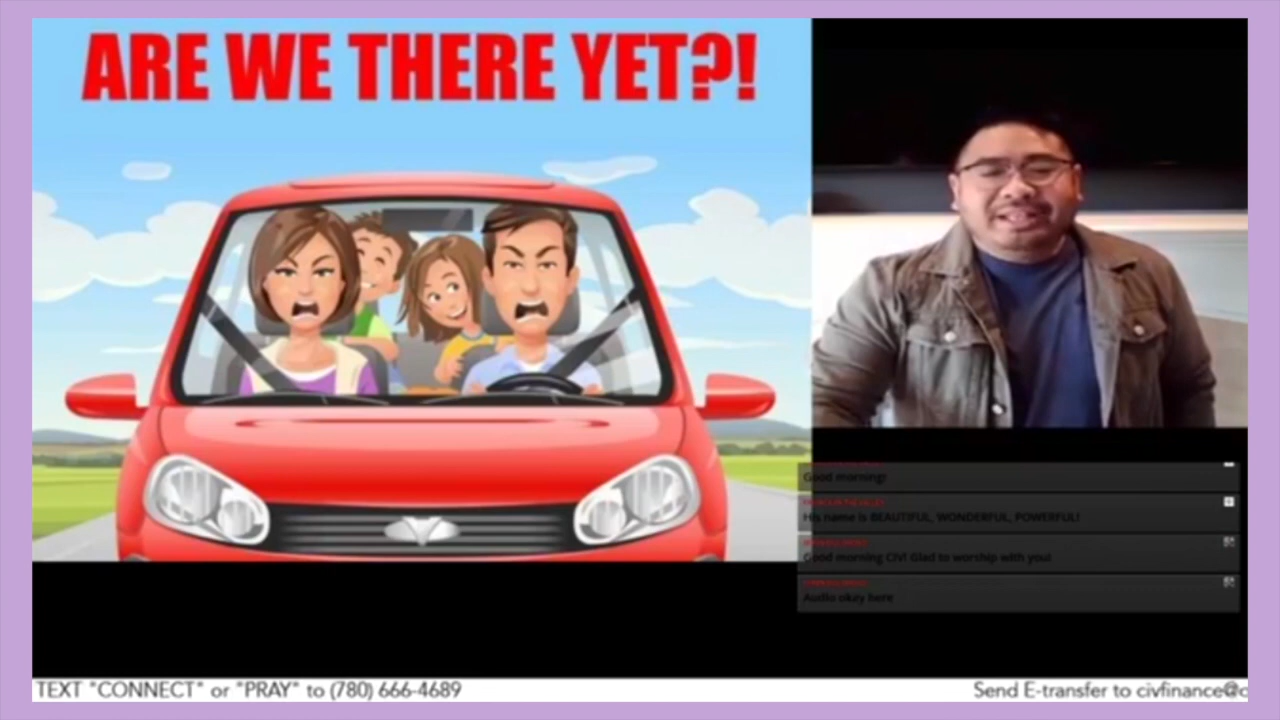 ARE WE THERE YET?!
Good morning!
His name is BEAUTIFUL, WONDERFUL, POWERFUL!
Good morning CIV! Glad to worship with you!
Audio okay here
TEXT "CONNECT" or "PRAY" to (780) 666-4689
Send E-transfer to civfinance@c